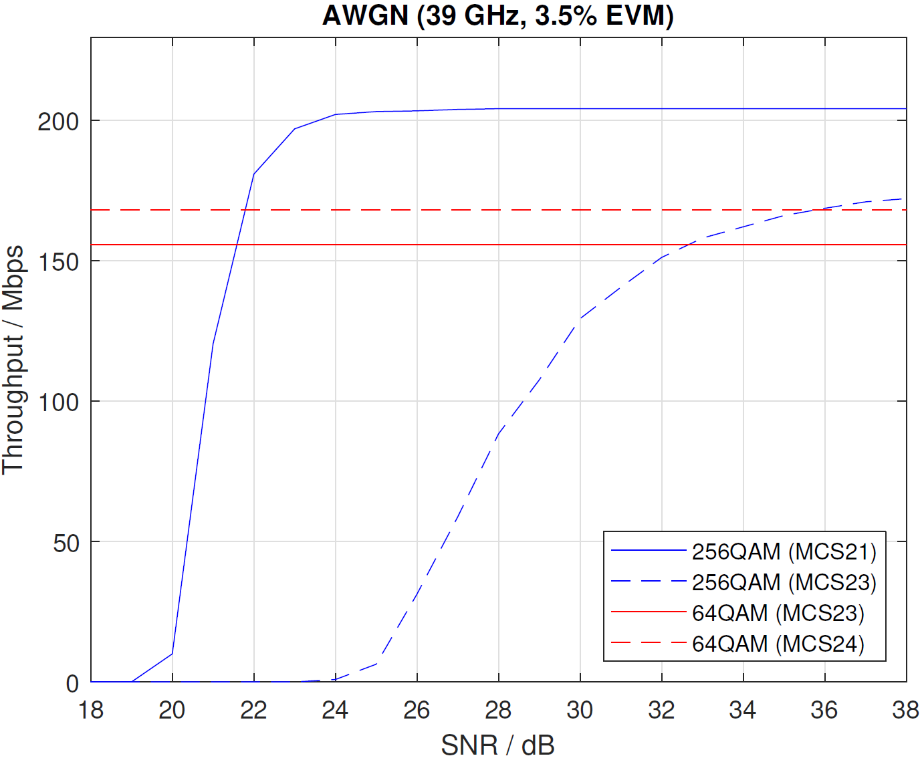 AWGN (39 GHz, 3.5% EVM)
Throughput / Mbps
200
150
100
50
0
18 20 22 24 26 28 30 32 34 36 38
SNR / dB
256QAM (MCS21)
256QAM (MCS23)
64QAM (MCS23)
64QAM (MCS24)